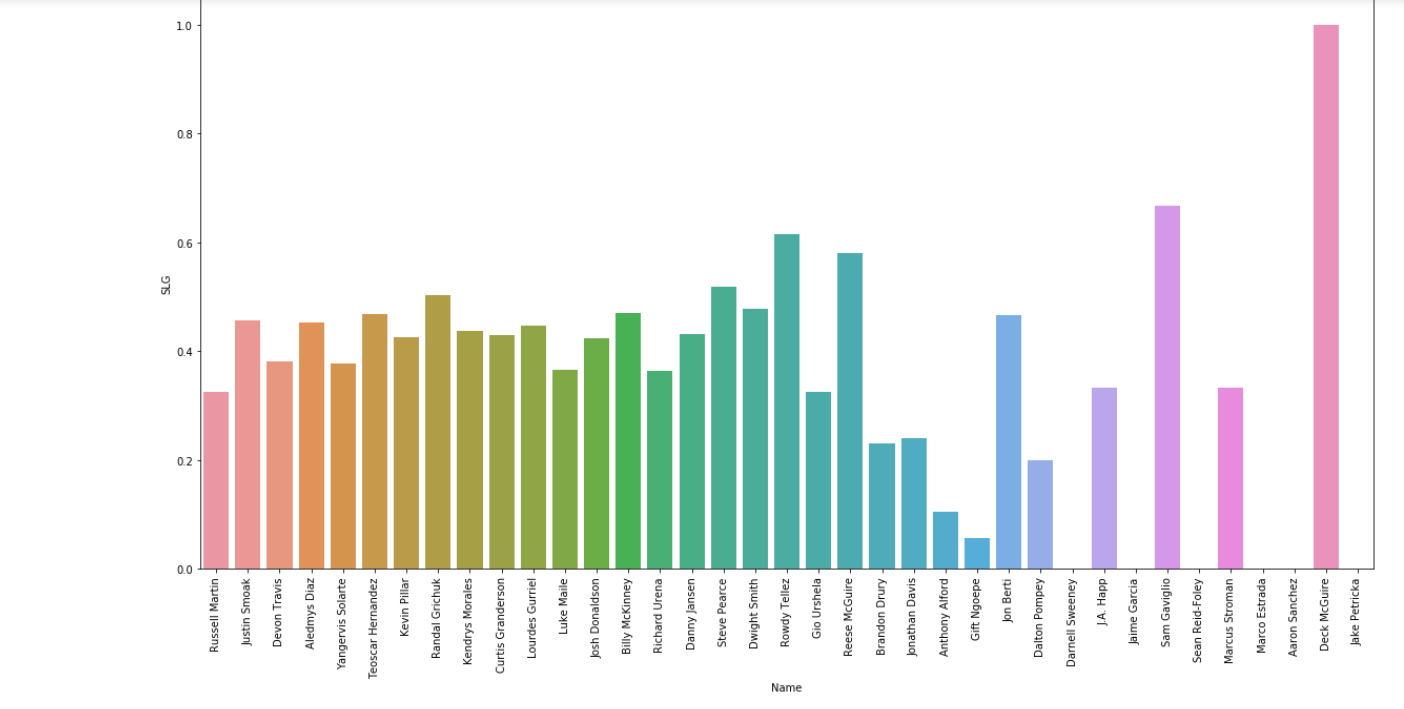 1.0
0.8
0.6
0.4
0.2
0.0
SLG
Russell Martin
Justin Smoak
Devon Travis
Aledmys Diaz
Yangervis Solarte
Teoscar Hernandez
Kevin Pillar
Randal Grichuk
Kendrys Morales
Curtis Granderson
Lourdes Gurriel
Luke Maile
Josh Donaldson
Billy McKinney
Richard Urena
Danny Jansen
Steve Pearce
Dwight Smith
Rowdy Tellez
Gio Urshela
Reese McGuire
Brandon Drury
Jonathan Davis
Anthony Alford
Gift Ngoepe
Jon Berti
Dalton Pompey
Darnell Sweeney
J.A. Happ
Jaime Garcia
Sam Gaviglio
Sean Reid-Foley
Marcus Stroman
Marco Estrada
Aaron Sanchez
Deck McGuire
Jake Petricka
Name